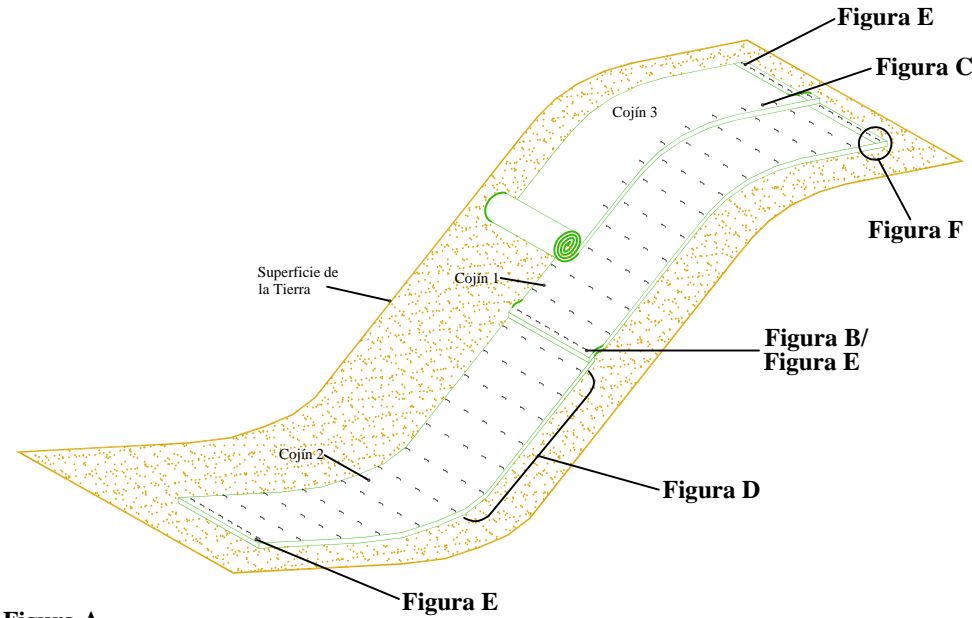 Figura E
Figura C
Cojín 3
Figura F
Superficie de
la Tierra
Cojín 1
Figura B/
Figura E
Cojín 2
Figura D
Figura E
Figura A